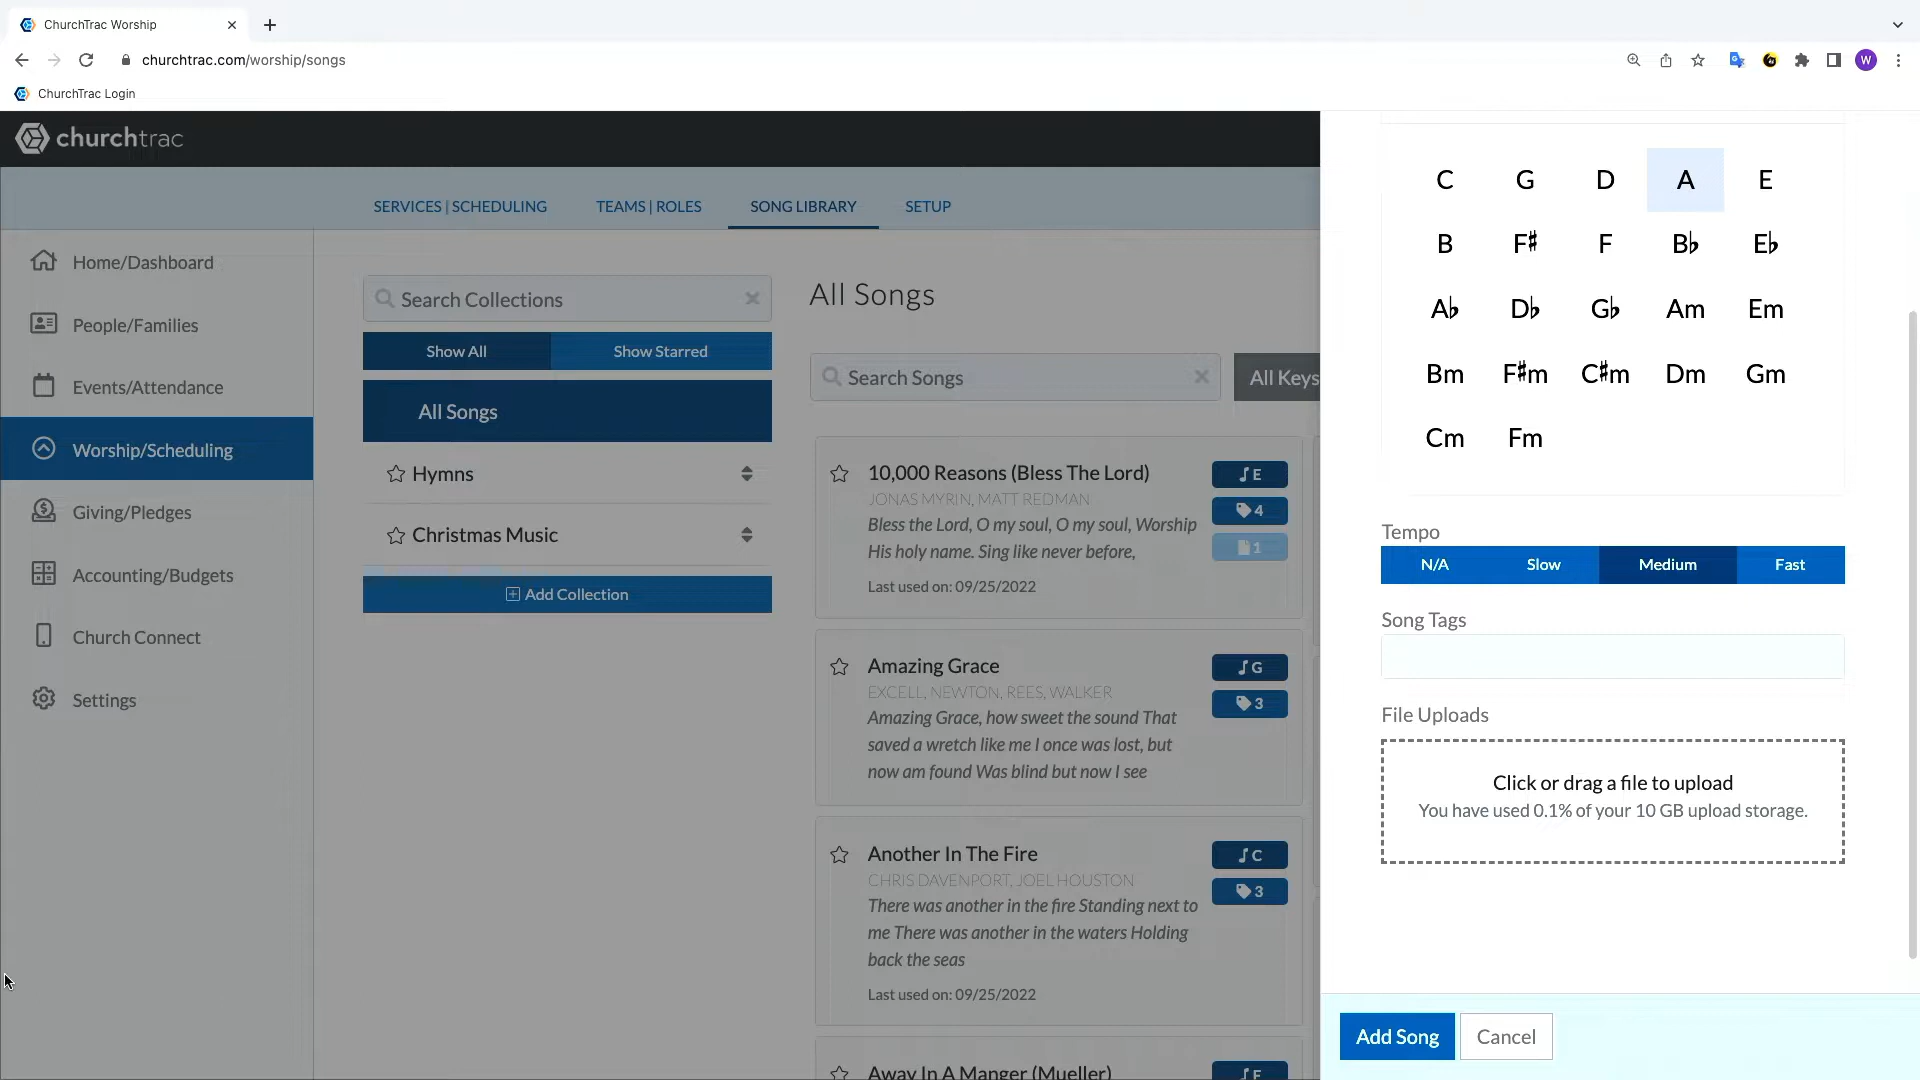 ChurchTrac Worship
churchtrac.com/worship/songs
W
ChurchTrac Login
churchtrac
SERVICES | SCHEDULING
TEAMS | ROLES
SONG LIBRARY
SETUP
Home/Dashboard
People/Families
Events/Attendance
Worship/Scheduling
Giving/Pledges
Accounting/Budgets
Church Connect
Settings
Search Collections
Show All
Show Starred
All Songs
Hymns
Christmas Music
Add Collection
All Songs
Search Songs
All Keys
10,000 Reasons (Bless The Lord)
JONAS MYRIN, MATT REDMAN
Bless the Lord, O my soul, O my soul, Worship
His holy name. Sing like never before,
Last used on: 09/25/2022
E
4
1
Amazing Grace
EXCELL, NEWTON, REES, WALKER
Amazing Grace, how sweet the sound That
saved a wretch like me I once was lost, but
now am found Was blind but now I see
G
3
Another In The Fire
CHRIS DAVENPORT, JOEL HOUSTON
There was another in the fire Standing next to
me There was another in the waters Holding
back the seas
Last used on: 09/25/2022
C
3
Away In A Manger (Mueller)
C G D A E
B F♯ F B♭ E♭
A♭ D♭ G♭ Am Em
Bm F♯m C♯m Dm Gm
Cm Fm
Tempo
N/A Slow Medium Fast
Song Tags
File Uploads
Click or drag a file to upload
You have used 0.1% of your 10 GB upload storage.
Add Song
Cancel